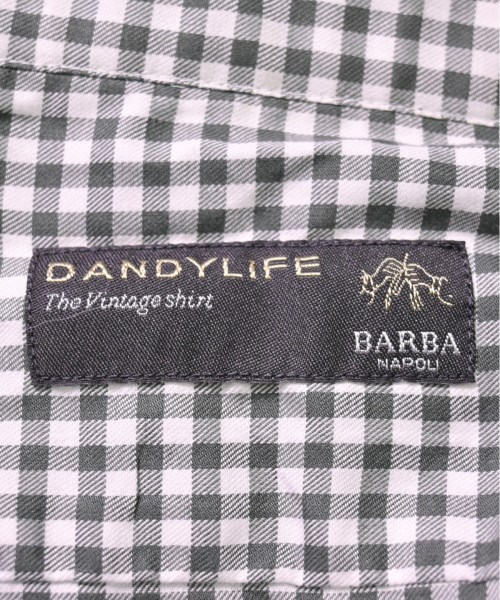 DANDYLIFE
The Vintage shirt
BARBA
NAPOLI